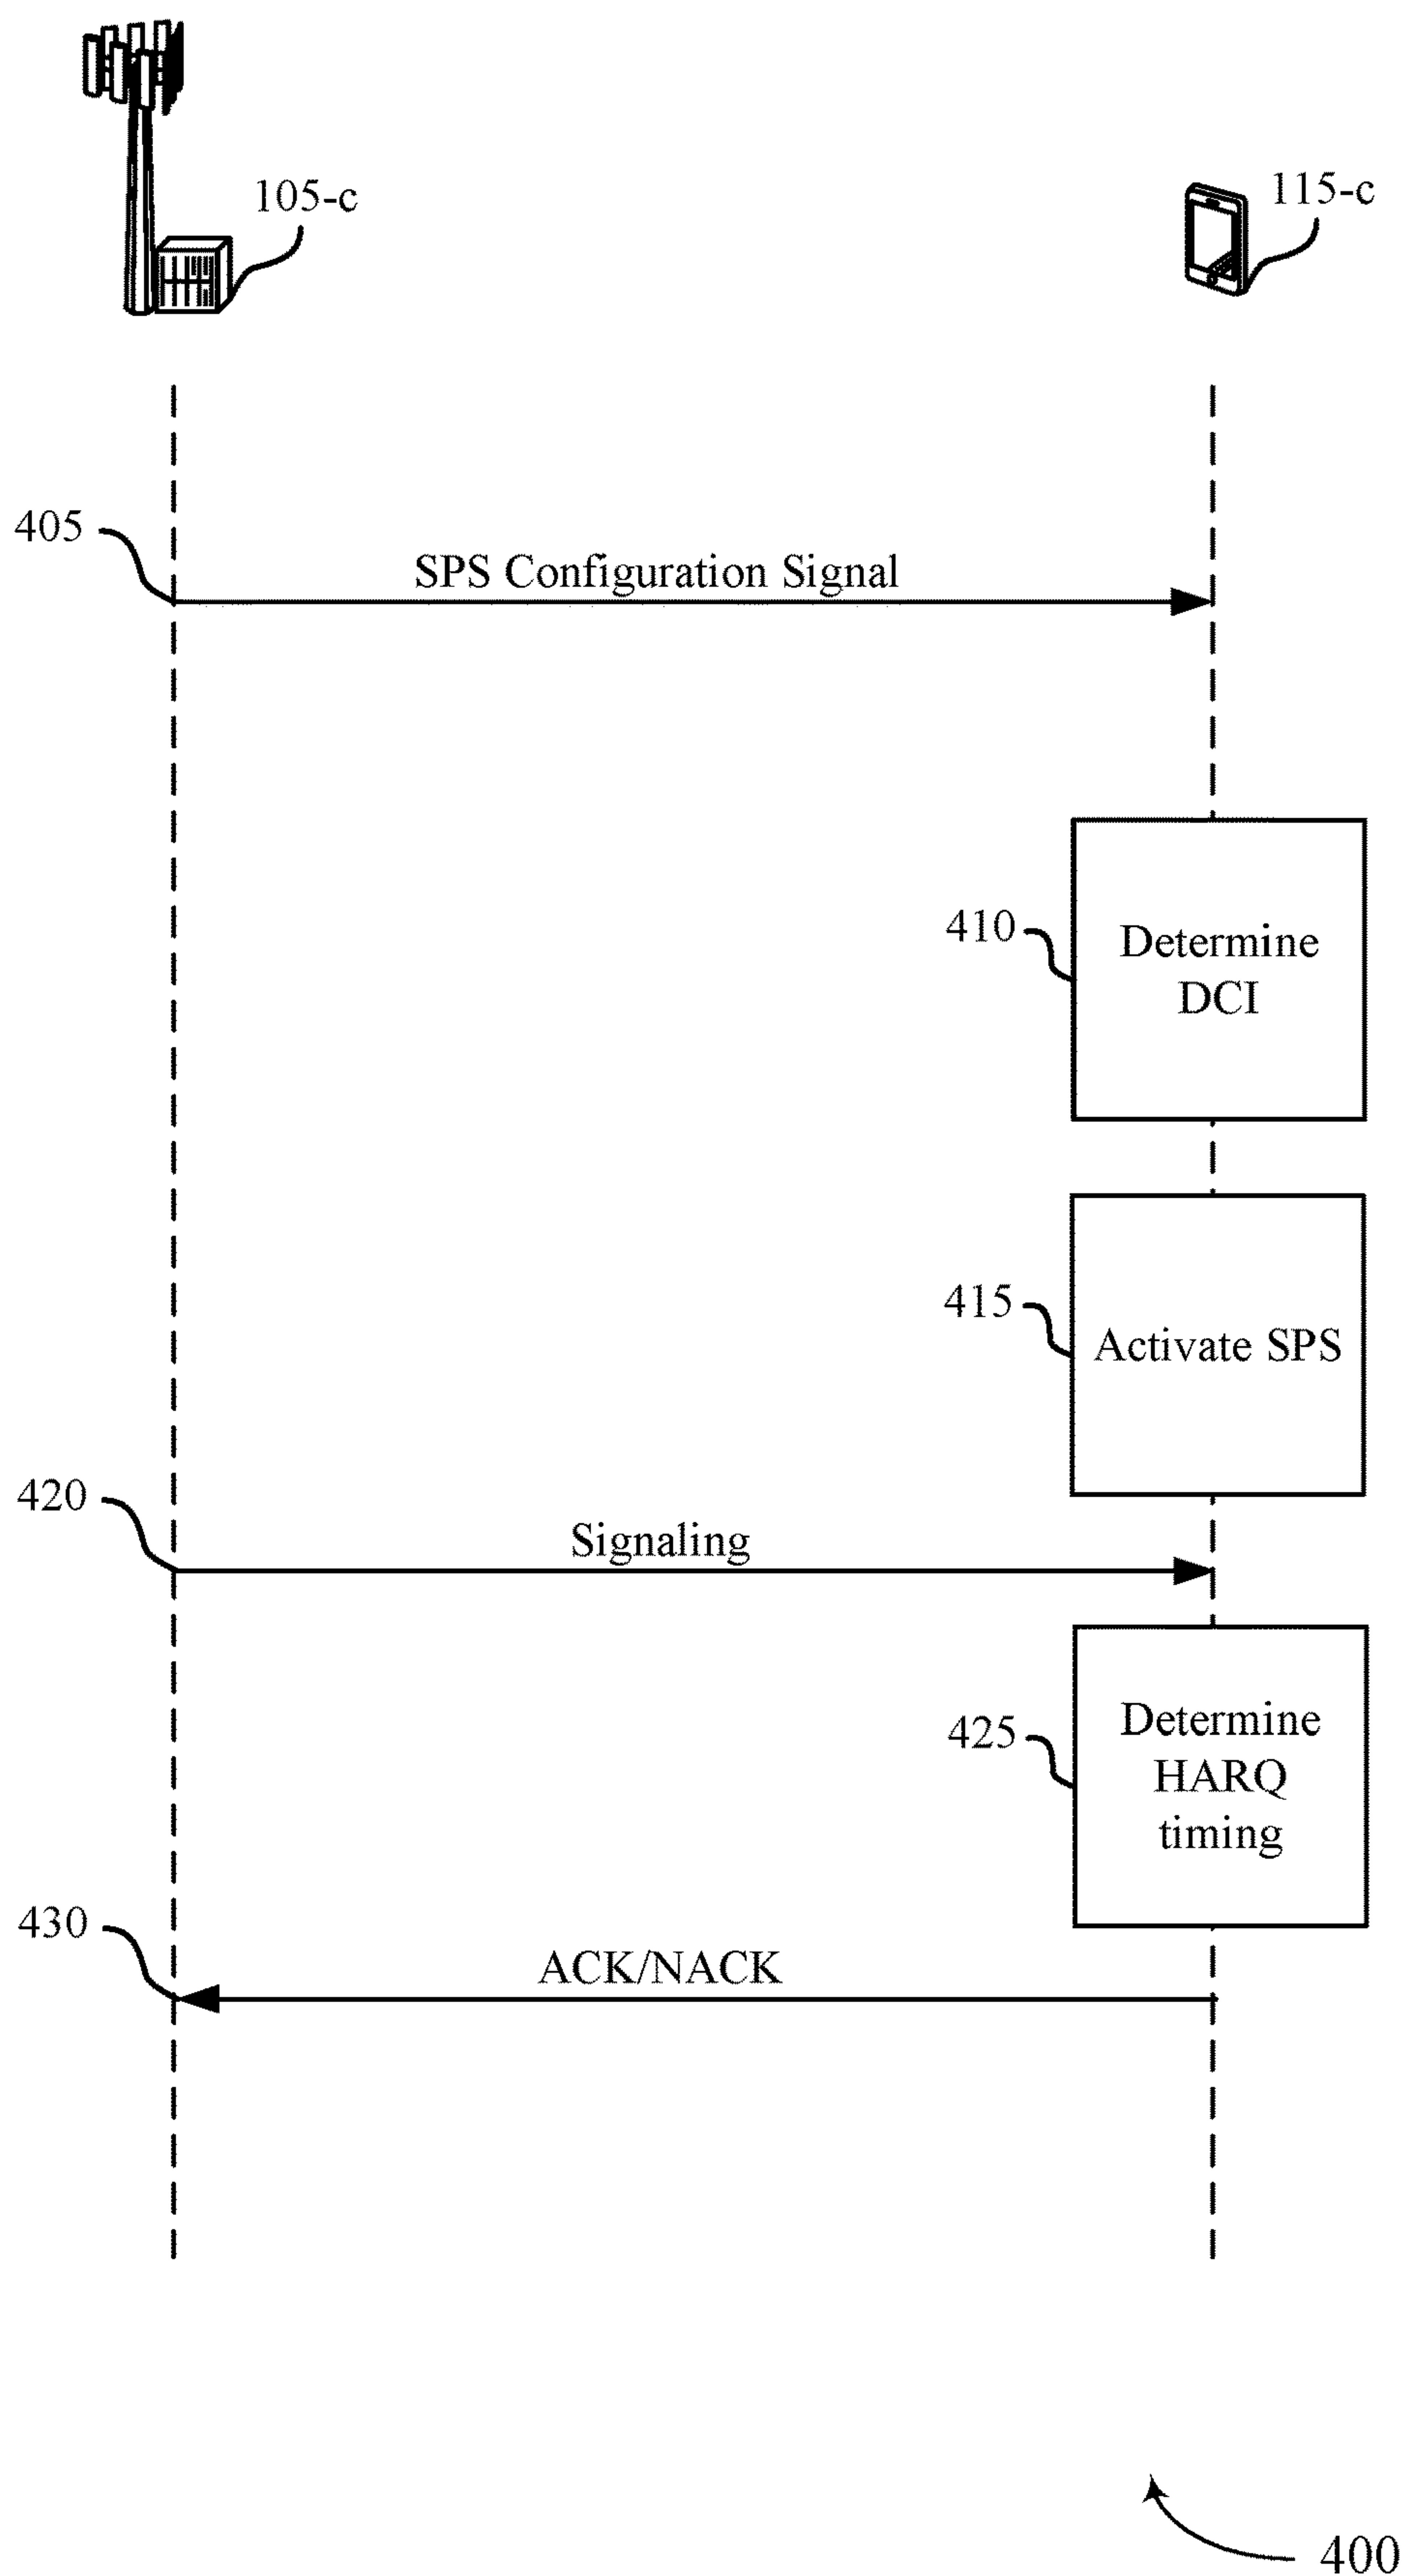 105-c
115-c
405
SPS Configuration Signal
410
Determine
DCI
415
Activate SPS
420
Signaling
425
Determine
HARQ
timing
430
ACK/NACK
400